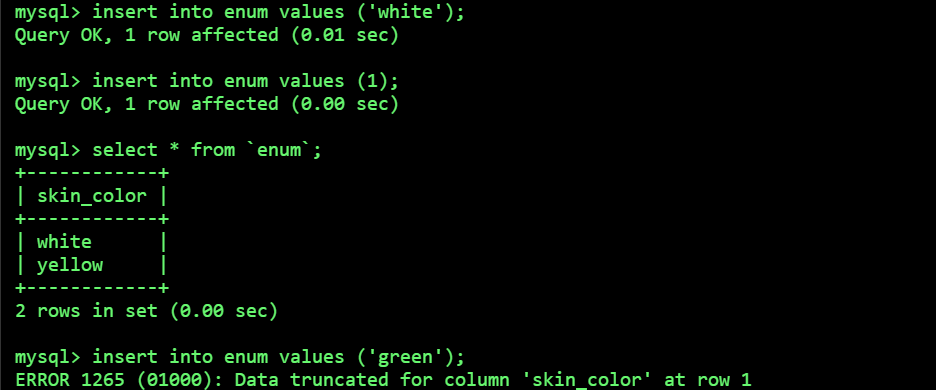 mysql> insert into enum values ('white');
Query OK, 1 row affected (0.01 sec)
mysql> insert into enum values (1);
Query OK, 1 row affected (0.00 sec)
mysql> select * from `enum`;
+------------+
| skin_color |
+------------+
| white      |
| yellow     |
+------------+
2 rows in set (0.00 sec)
mysql> insert into enum values ('green');
ERROR 1265 (01000): Data truncated for column 'skin_color' at row 1